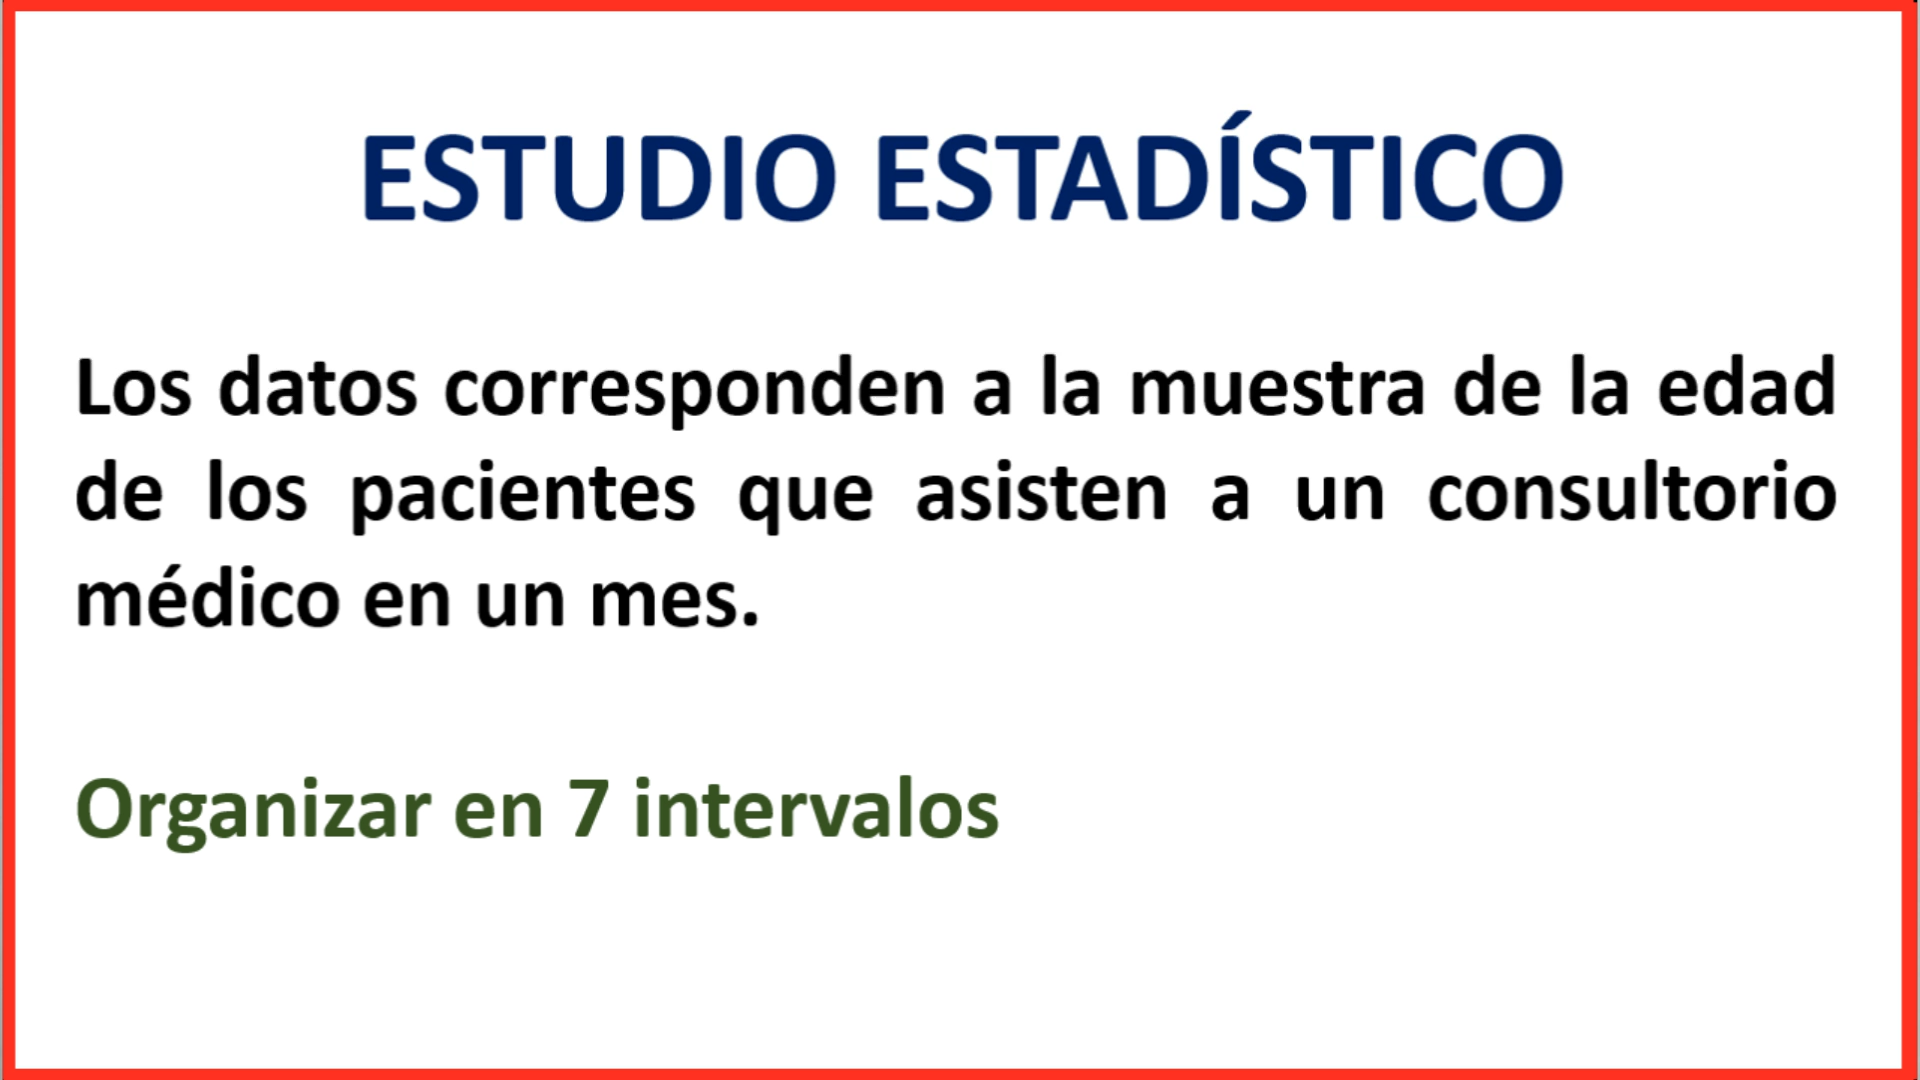 ESTUDIO ESTADÍSTICO
Los datos corresponden a la muestra de la edad
de los pacientes que asisten a un consultorio
médico en un mes.
Organizar en 7 intervalos